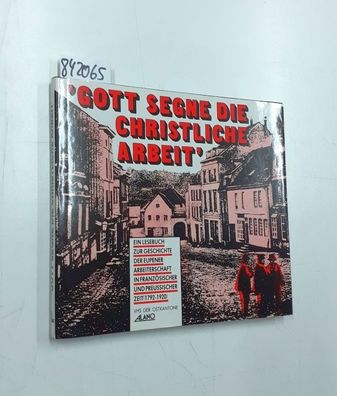 842065
'GOTT SEGNE DIE
CHRISTLICHE
ARBEIT'
EIN LESEBUCH
ZUR GESCHICHTE
DER EUPENER
ARBEITERSCHAFT
IN FRANZÖSISCHER
UND PREUSSISCHER
ZEIT (1792-1920)
VHS DER OSTKANTONE
ALANO